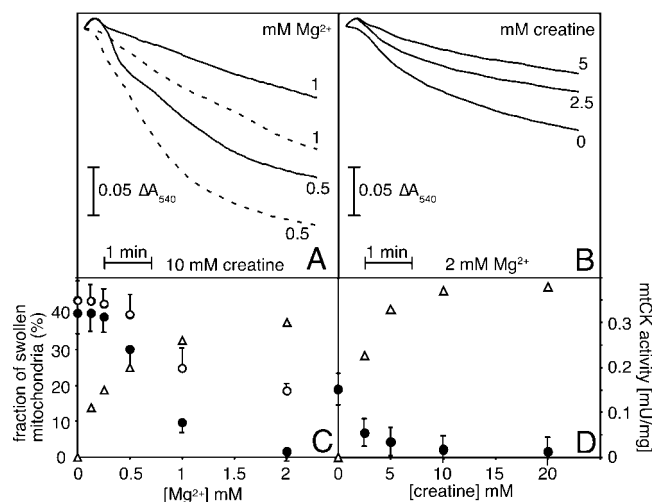 mM Mg²⁺
1
1
0.5
0.5
0.05 ΔA₅₄₀
1 min
10 mM creatine
A
mM creatine
5
2.5
0
0.05 ΔA₅₄₀
1 min
2 mM Mg²⁺
B
fraction of swollen
mitochondria (%)
40
30
20
10
0
C
0 0.5 1 1.5 2
[Mg²⁺] mM
D
0 5 10 15 20
[creatine] mM
0.3
0.2
0.1
0
mtCK activity [mU/mg]